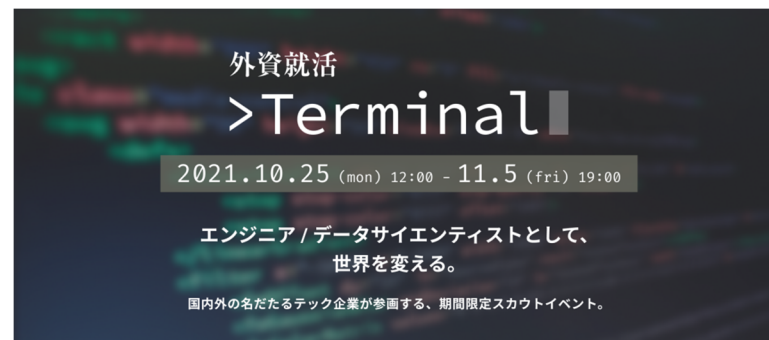 外資就活
>Terminal
2021.10.25 (mon) 12:00 - 11.5 (fri) 19:00
エンジニア / データサイエンティストとして、
世界を変える。
国内外の名だたるテック企業が参画する、期間限定スカウトイベント。